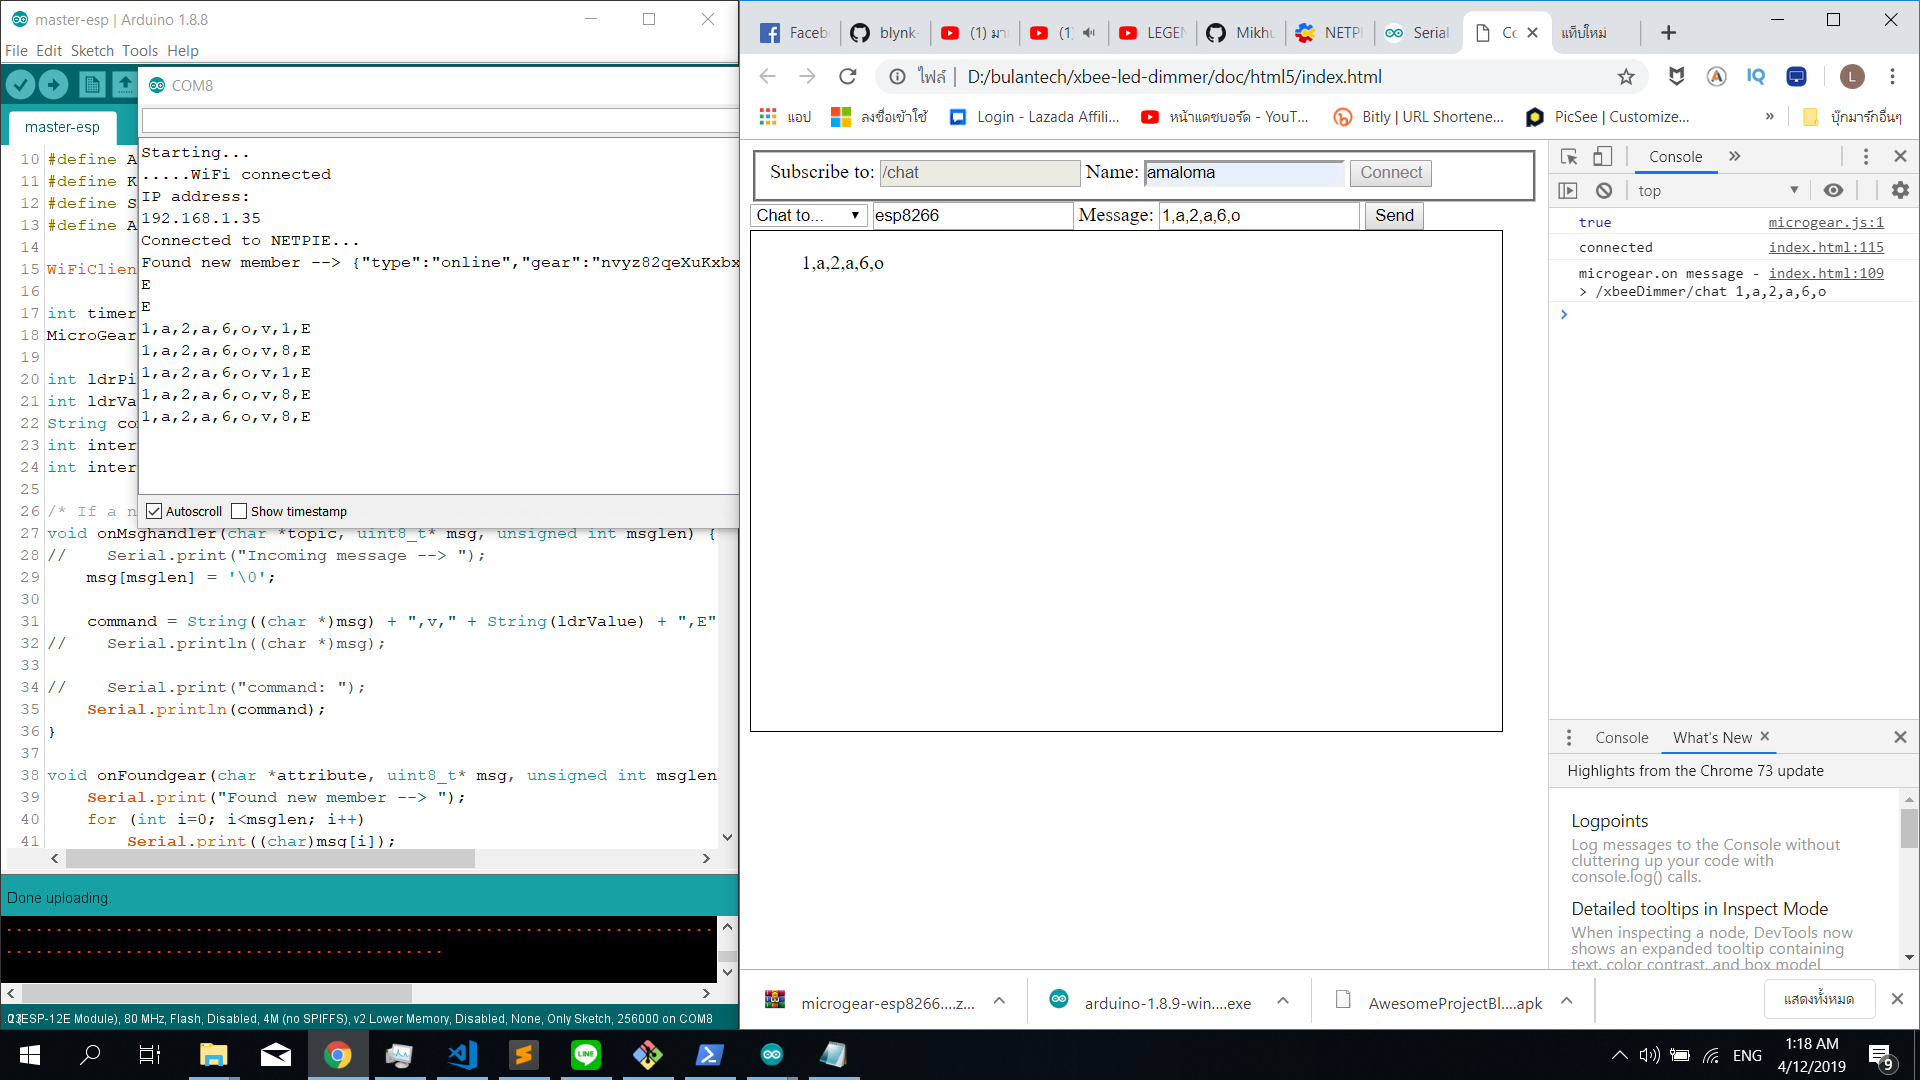 master-esp | Arduino 1.8.8
File Edit Sketch Tools Help
master-esp
COM8
Starting...
.....WiFi connected
IP address:
192.168.1.35
Connected to NETPIE...
Found new member --> {"type":"online","gear":"nvyz82qeXuKxbx
E
E
1,a,2,a,6,o,v,1,E
1,a,2,a,6,o,v,8,E
1,a,2,a,6,o,v,1,E
1,a,2,a,6,o,v,8,E
1,a,2,a,6,o,v,8,E
Autoscroll Show timestamp
10 #define A
11 #define K
12 #define S
13 #define A
14
15 WiFiClien
16
17 int timer
18 MicroGear
19
20 int ldrPi
21 int ldrVa
22 String co
23 int inter
24 int inter
25
26 /* If a n
27 void onMsghandler(char *topic, uint8_t* msg, unsigned int msglen) {
28 //    Serial.print("Incoming message --> ");
29 msg[msglen] = '\0';
30
31 command = String((char *)msg) + ",v," + String(ldrValue) + ",E"
32 //    Serial.println((char *)msg);
33
34 //    Serial.print("command: ");
35 Serial.println(command);
36 }
37
38 void onFoundgear(char *attribute, uint8_t* msg, unsigned int msglen
39 Serial.print("Found new member --> ");
40 for (int i=0; i<msglen; i++)
41 Serial.print((char)msg[i]);
Done uploading.
(ESP-12E Module), 80 MHz, Flash, Disabled, 4M (no SPIFFS), v2 Lower Memory, Disabled, None, Only Sketch, 256000 on COM8
Faceb blynk- (1) มา (1) LEGEN Mikhu NETPI Serial Co แท็บใหม่
ไฟล์ | D:/bulantech/xbee-led-dimmer/doc/html5/index.html
แอป ลงชื่อเข้าใช้ Login - Lazada Affili... หน้าแดชบอร์ด - YouT... Bitly | URL Shortene... PicSee | Customize... » บุ๊กมาร์กอื่นๆ
Subscribe to: /chat Name: amaloma Connect
Chat to... esp8266 Message: 1,a,2,a,6,o Send
1,a,2,a,6,o
Console »
top
true microgear.js:1
connected index.html:115
microgear.on message - index.html:109
> /xbeeDimmer/chat 1,a,2,a,6,o
Console What's New
Highlights from the Chrome 73 update
Logpoints
Log messages to the Console without
cluttering up your code with
console.log() calls.
Detailed tooltips in Inspect Mode
When inspecting a node, DevTools now
shows an expanded tooltip containing
text, color contrast, and box model
microgear-esp8266....z... arduino-1.8.9-win....exe AwesomeProjectBl....apk แสดงทั้งหมด
IQ
L
LINE
ENG
1:18 AM
4/12/2019
9